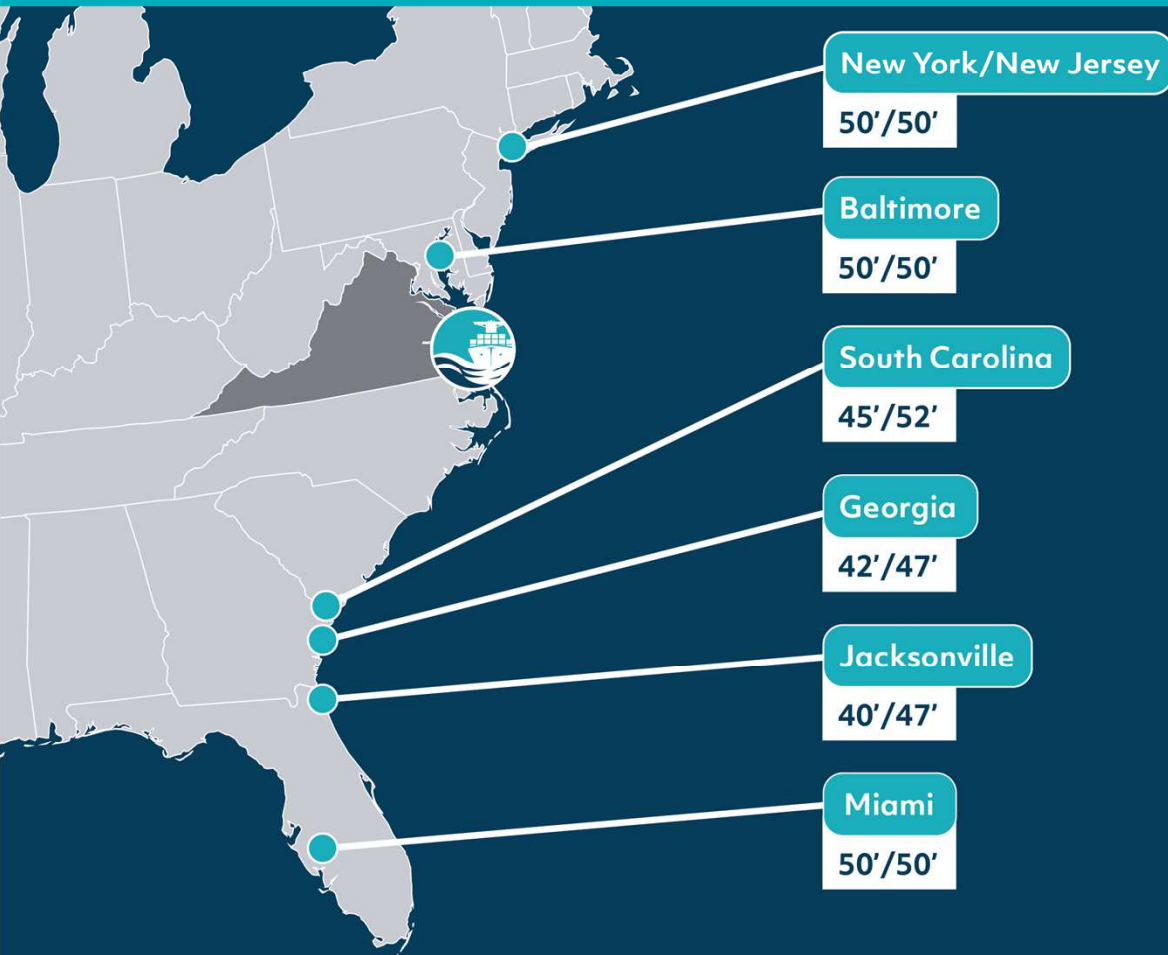 New York/New Jersey
50′/50′
Baltimore
50′/50′
South Carolina
45′/52′
Georgia
42′/47′
Jacksonville
40′/47′
Miami
50′/50′